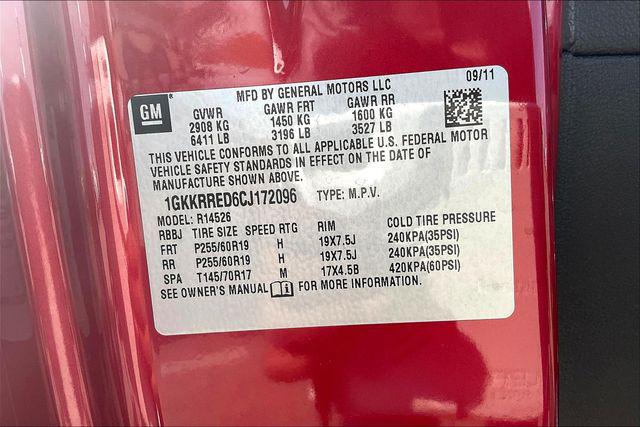 09/11
MFD BY GENERAL MOTORS LLC
GM®
GVWR GAWR FRT GAWR RR
2908 KG 1450 KG 1600 KG
6411 LB 3196 LB 3527 LB
THIS VEHICLE CONFORMS TO ALL APPLICABLE U.S. FEDERAL MOTOR
VEHICLE SAFETY STANDARDS IN EFFECT ON THE DATE OF
MANUFACTURE SHOWN ABOVE.
1GKKRRED6CJ172096 TYPE: M.P.V.
MODEL: R14526
RBBJ TIRE SIZE SPEED RTG RIM COLD TIRE PRESSURE
FRT P255/60R19 H 19X7.5J 240KPA(35PSI)
RR P255/60R19 H 19X7.5J 240KPA(35PSI)
SPA T145/70R17 M 17X4.5B 420KPA(60PSI)
SEE OWNER'S MANUAL FOR MORE INFORMATION.